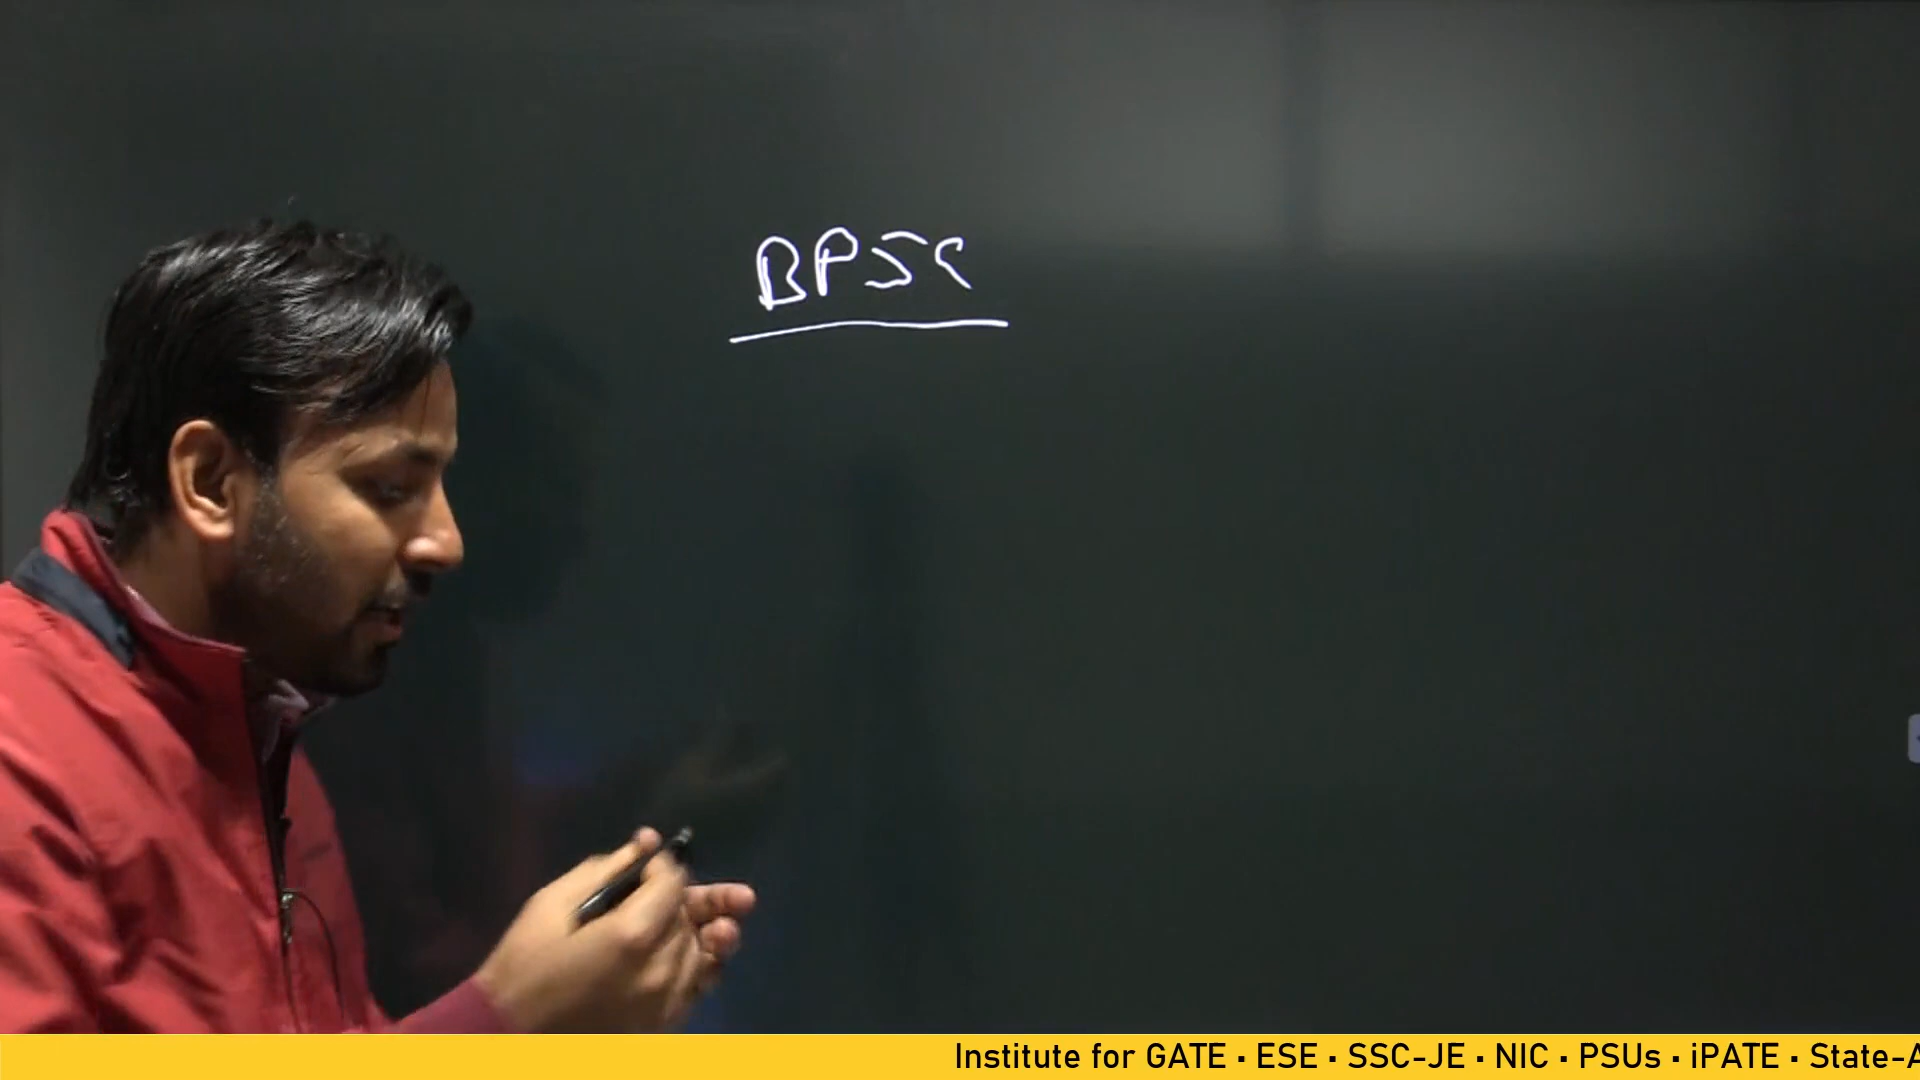 BPSC
Institute for GATE ▪ ESE ▪ SSC-JE ▪ NIC ▪ PSUs ▪ iPATE ▪ State-A